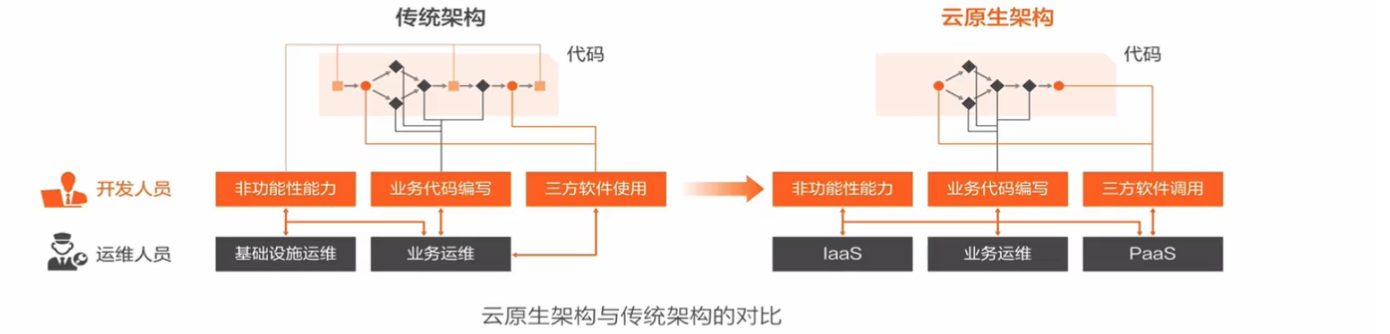 传统架构
云原生架构
代码
代码
开发人员
非功能性能力
业务代码编写
三方软件使用
非功能性能力
业务代码编写
三方软件调用
运维人员
基础设施运维
业务运维
IaaS
业务运维
PaaS
云原生架构与传统架构的对比